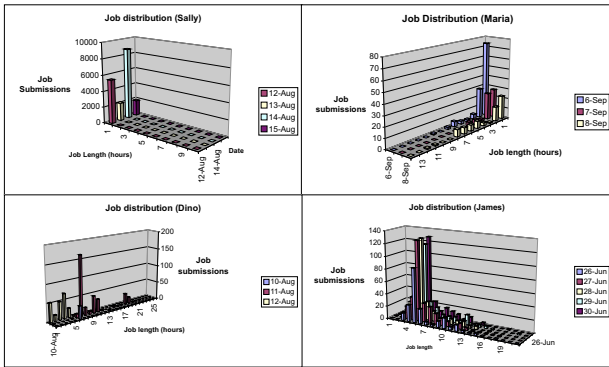 Job distribution (Sally)
10000
8000
6000
4000
2000
0
Job
Submissions
1
3
5
7
9
Job Length (hours)
12-Aug
14-Aug
Date
12-Aug
13-Aug
14-Aug
15-Aug
Job Distribution (Maria)
80
70
60
50
40
30
20
10
0
Job
submissions
6-Sep
8-Sep
13
11
9
7
5
3
1
Job length (hours)
6-Sep
7-Sep
8-Sep
Job distribution (Dino)
200
150
100
50
0
Job
submissions
10-Aug
1
5
9
13
17
21
25
Job length (hours)
10-Aug
11-Aug
12-Aug
Job distribution (James)
140
120
100
80
60
40
20
0
Job
submissions
1
4
7
10
13
16
19
Job length
26-Jun
26-Jun
27-Jun
28-Jun
29-Jun
30-Jun